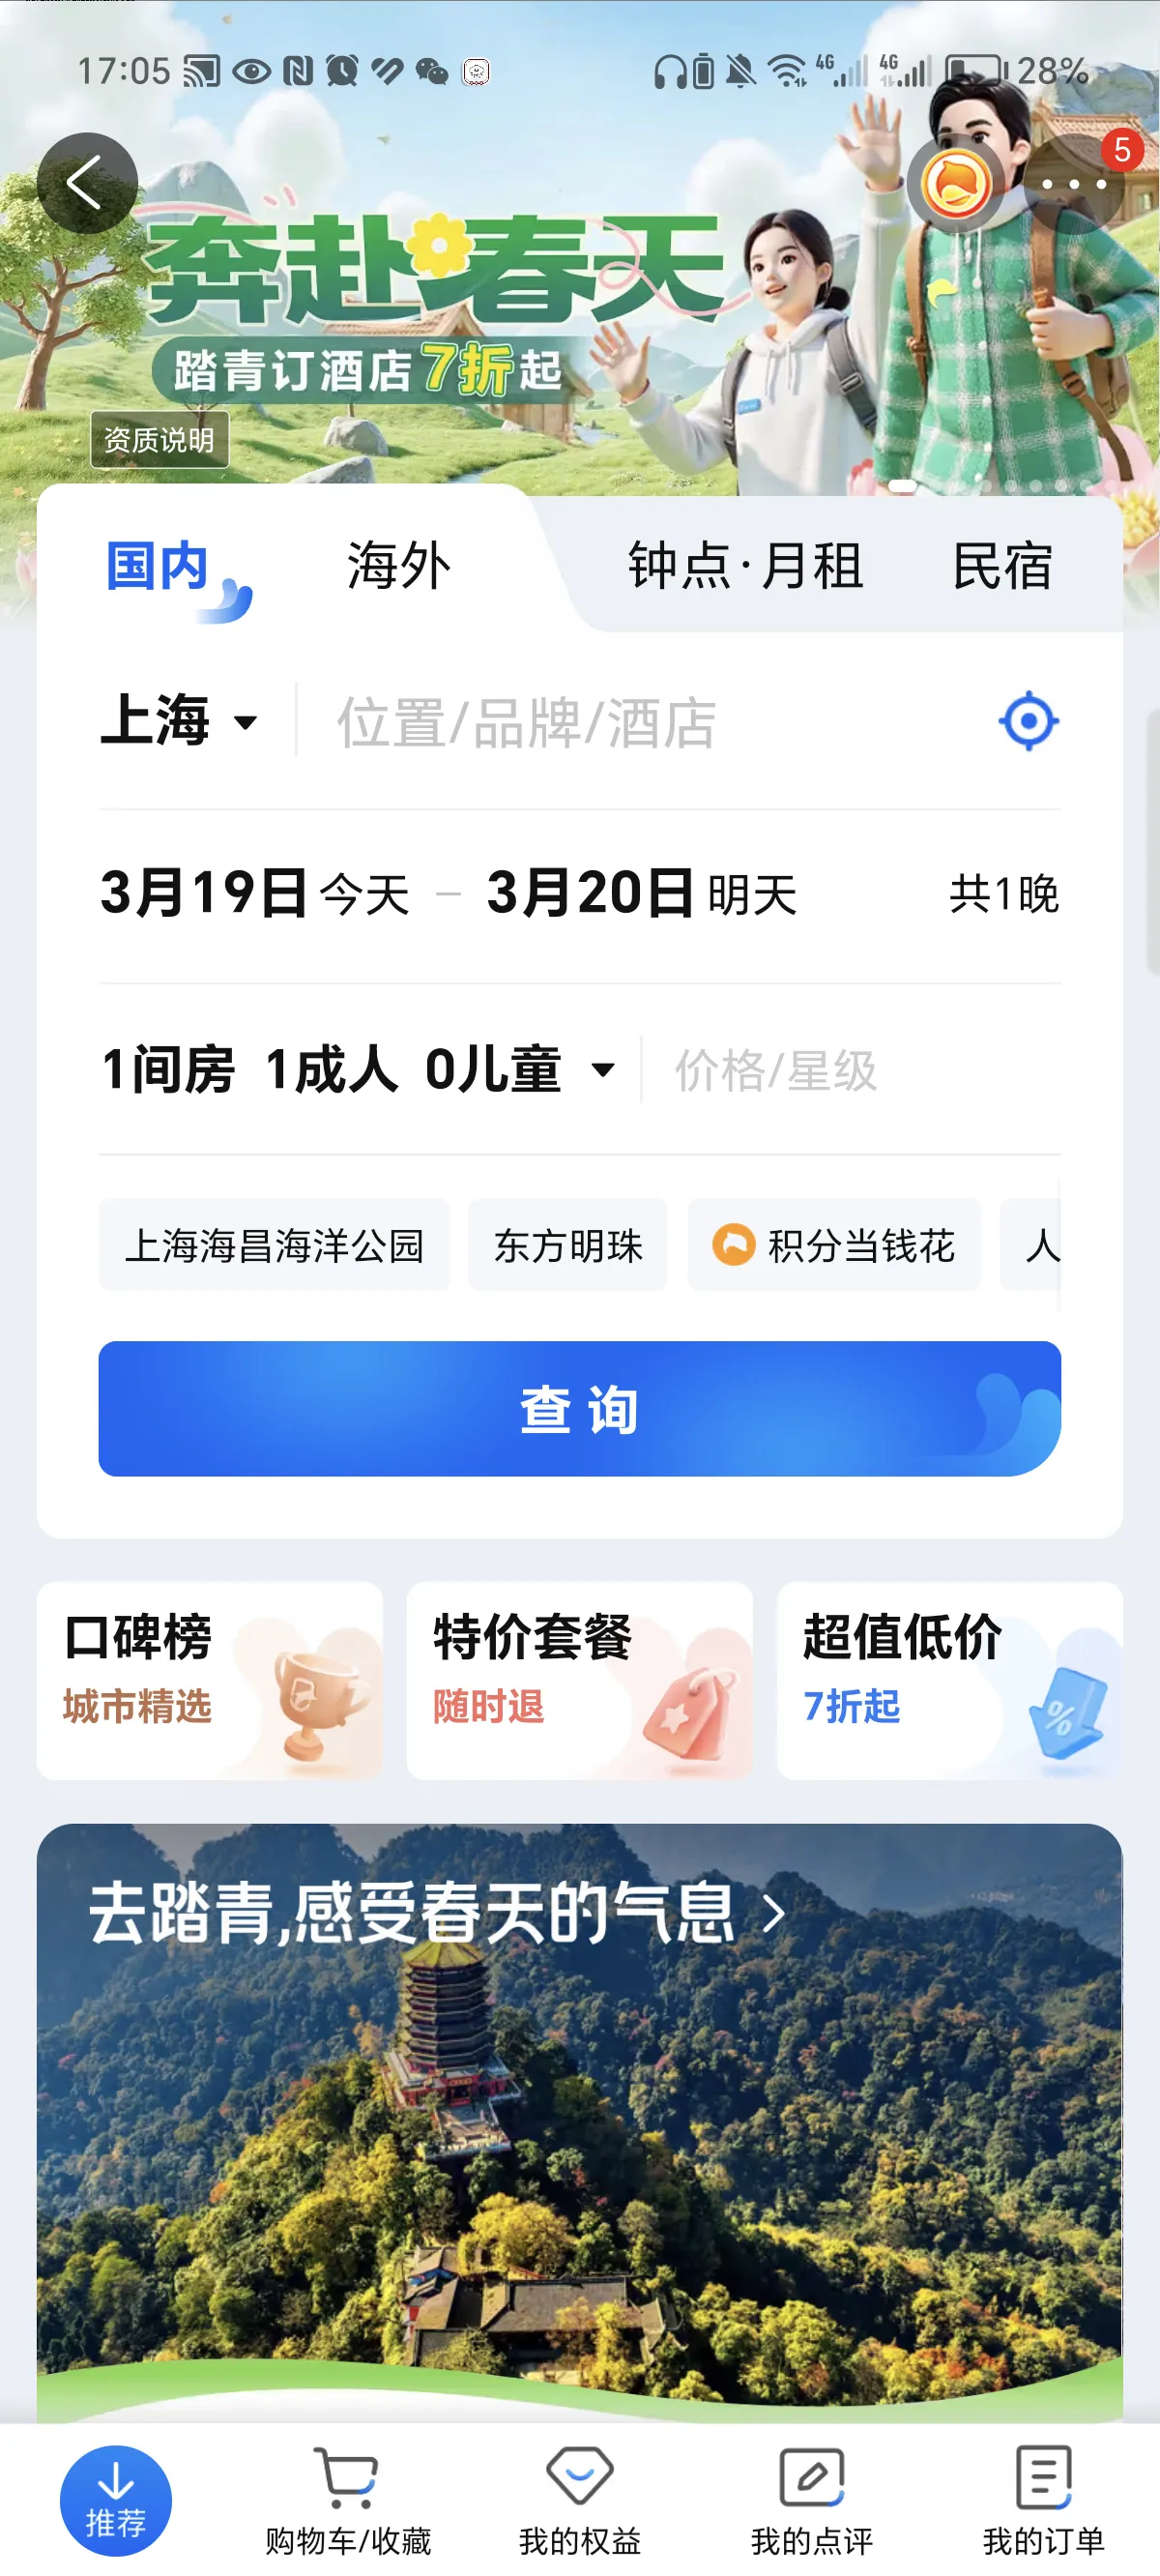 17:05 4G 4G 28%
5
奔赴春天
踏青订酒店7折起
资质说明
国内 海外 钟点·月租 民宿
上海 位置/品牌/酒店
3月19日 今天 – 3月20日 明天 共1晚
1间房 1成人 0儿童 价格/星级
上海海昌海洋公园 东方明珠 积分当钱花 人
查询
口碑榜 特价套餐 超值低价
城市精选 随时退 7折起
%
去踏青,感受春天的气息 >
推荐 购物车/收藏 我的权益 我的点评 我的订单